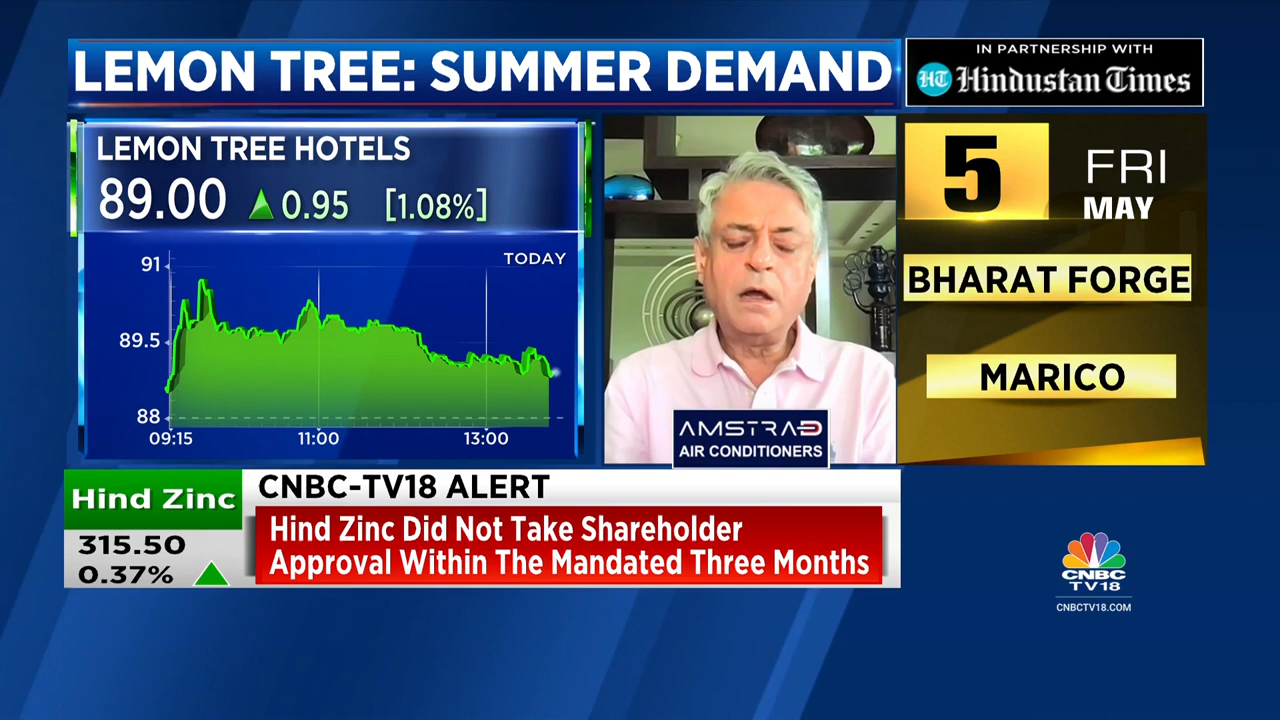 LEMON TREE: SUMMER DEMAND
IN PARTNERSHIP WITH
HT Hindustan Times
LEMON TREE HOTELS
89.00 ▲ 0.95 [1.08%]
TODAY
91
89.5
88
09:15 11:00 13:00
AMSTRAD
AIR CONDITIONERS
5 FRI
MAY
BHARAT FORGE
MARICO
Hind Zinc
315.50
0.37% ▲
CNBC-TV18 ALERT
Hind Zinc Did Not Take Shareholder
Approval Within The Mandated Three Months
CNBC
TV18
CNBCTV18.COM